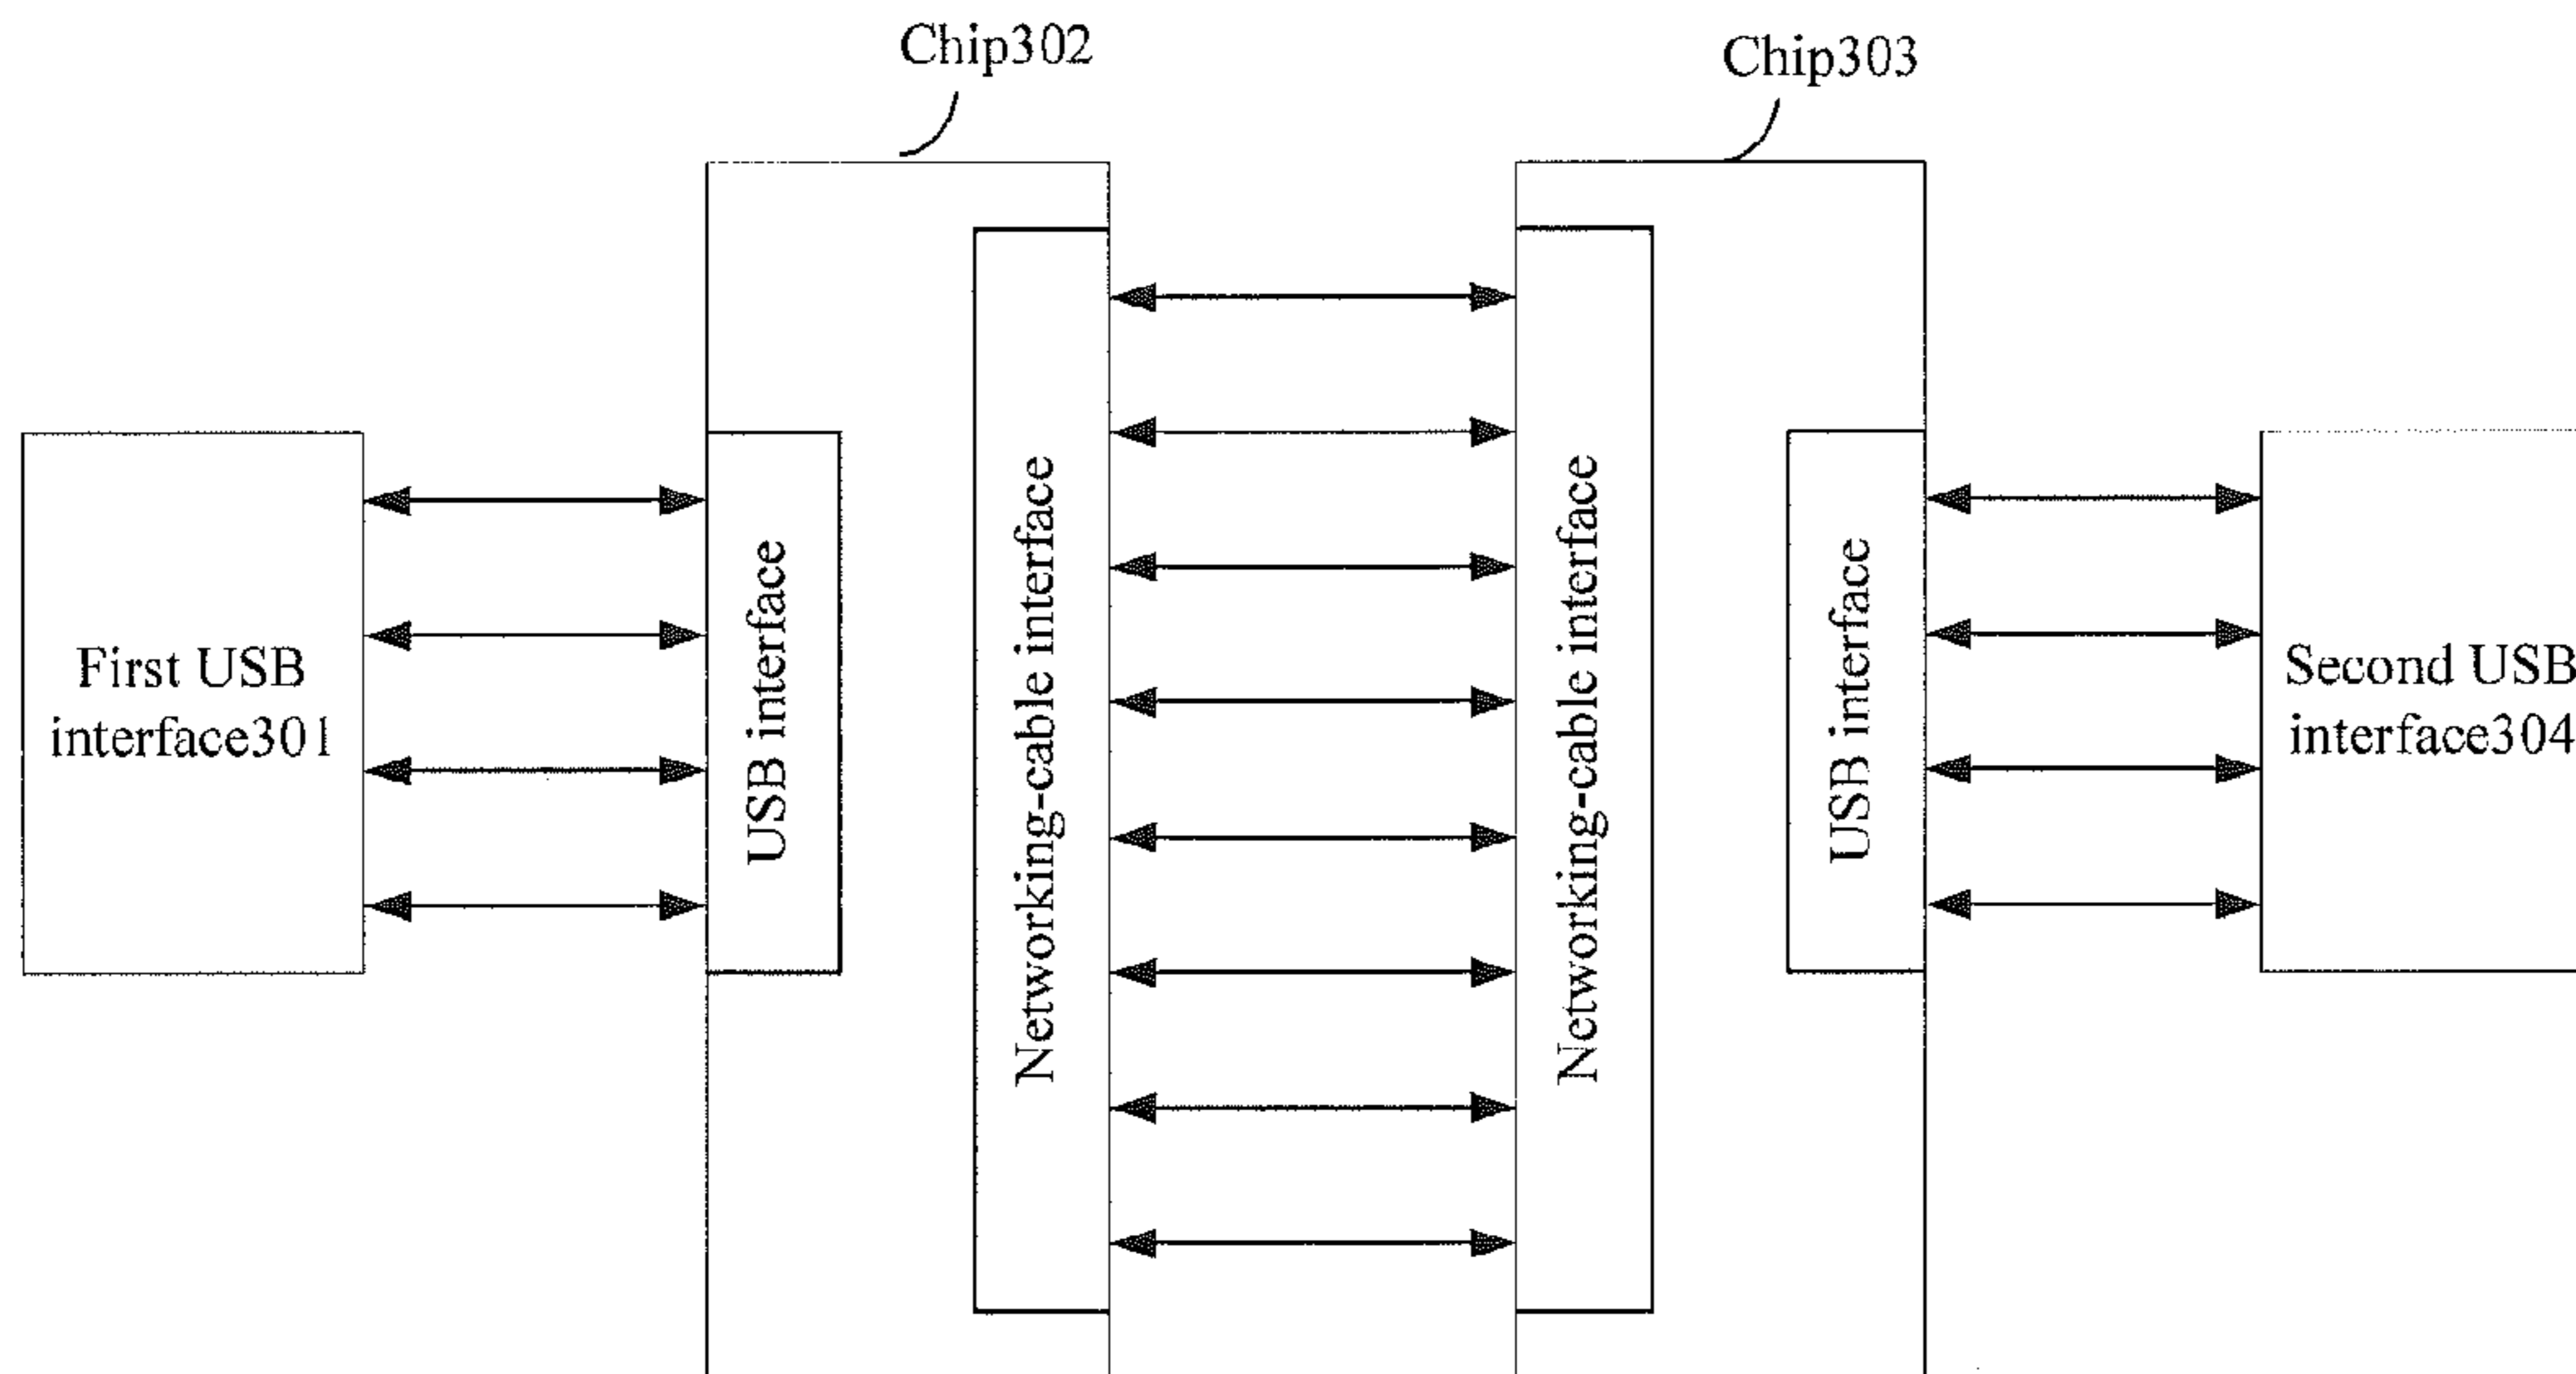 Chip302
Chip303
First USB
interface301
USB interface
Networking-cable interface
Networking-cable interface
USB interface
Second USB
interface304